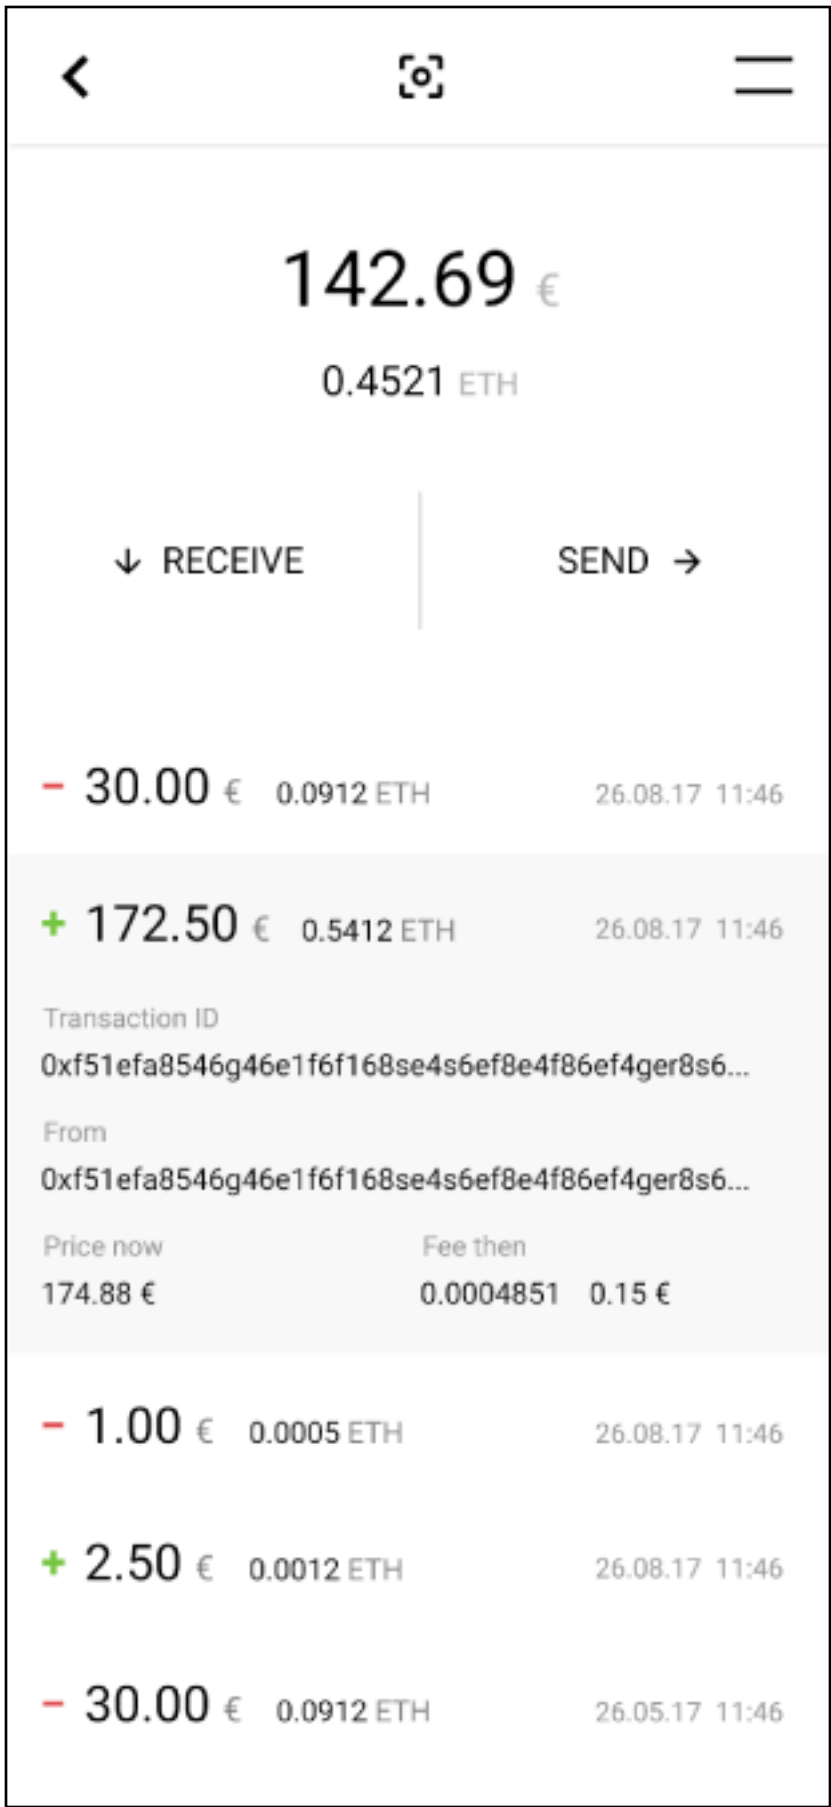 142.69 €
0.4521 ETH
↓ RECEIVE
SEND →
- 30.00 € 0.0912 ETH 26.08.17 11:46
+ 172.50 € 0.5412 ETH 26.08.17 11:46
Transaction ID
0xf51efa8546g46e1f6f168se4s6ef8e4f86ef4ger8s6...
From
0xf51efa8546g46e1f6f168se4s6ef8e4f86ef4ger8s6...
Price now Fee then
174.88 € 0.0004851 0.15 €
- 1.00 € 0.0005 ETH 26.08.17 11:46
+ 2.50 € 0.0012 ETH 26.08.17 11:46
- 30.00 € 0.0912 ETH 26.05.17 11:46